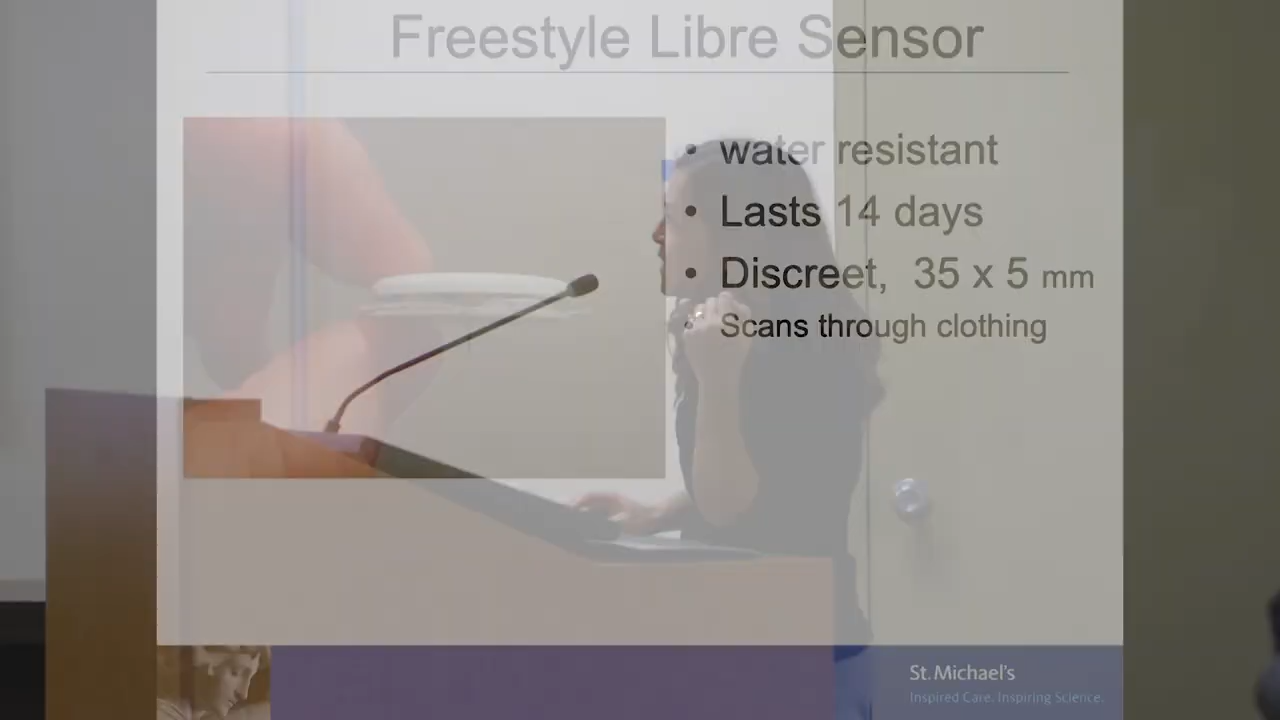 Freestyle Libre Sensor
• water resistant
• Lasts 14 days
• Discreet, 35 x 5 mm
• Scans through clothing
St. Michael's
Inspired Care. Inspiring Science.